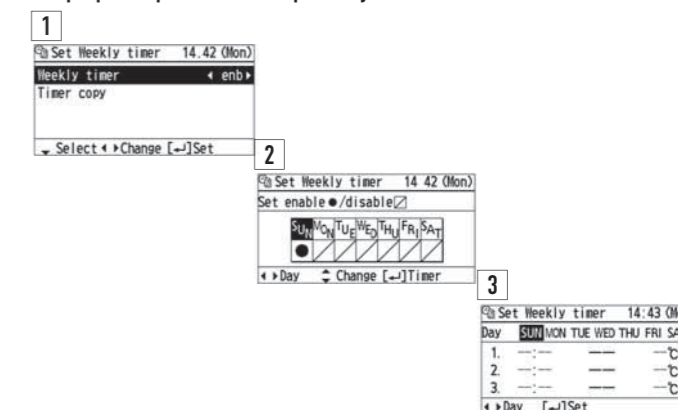 1
Set Weekly timer 14.42 (Mon)
Weekly timer ◂ enb ▸
Timer copy
Select ◂ ▸Change [↵]Set
2
Set Weekly timer 14 42 (Mon)
Set enable●/disable⍁
SUN MON TUE WED THU FRI SAT
◂ ▸Day ▴▾ Change [↵]Timer
3
Set Weekly timer 14:43 (M
Day SUN MON TUE WED THU FRI SA
1. --:-- -- --℃
2. --:-- -- --℃
3. --:-- -- --℃
◂ ▸Day [↵]Set